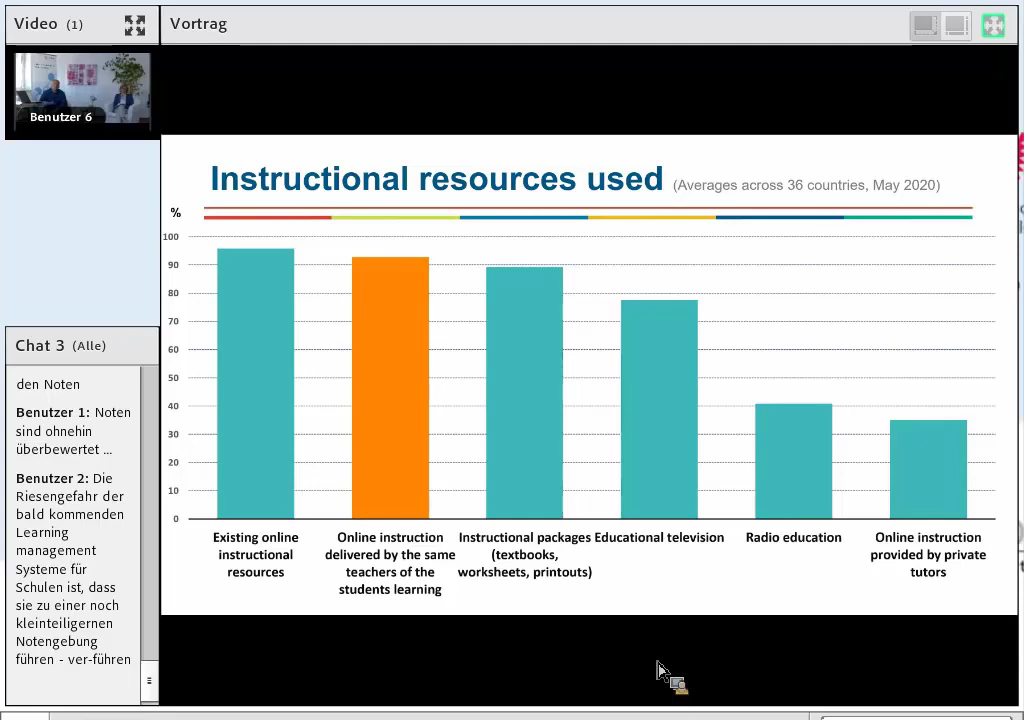 Video (1)
Vortrag
Benutzer 6
Instructional resources used (Averages across 36 countries, May 2020)
%
100
90
80
70
60
50
40
30
20
10
0
Existing online
instructional
resources
Online instruction
delivered by the same
teachers of the
students learning
Instructional packages
(textbooks,
worksheets, printouts)
Educational television
Radio education
Online instruction
provided by private
tutors
Chat 3 (Alle)
den Noten
Benutzer 1: Noten
sind ohnehin
überbewertet ...
Benutzer 2: Die
Riesengefahr der
bald kommenden
Learning
management
Systeme für
Schulen ist, dass
sie zu einer noch
kleinteiligernen
Notengebung
führen - ver-führen